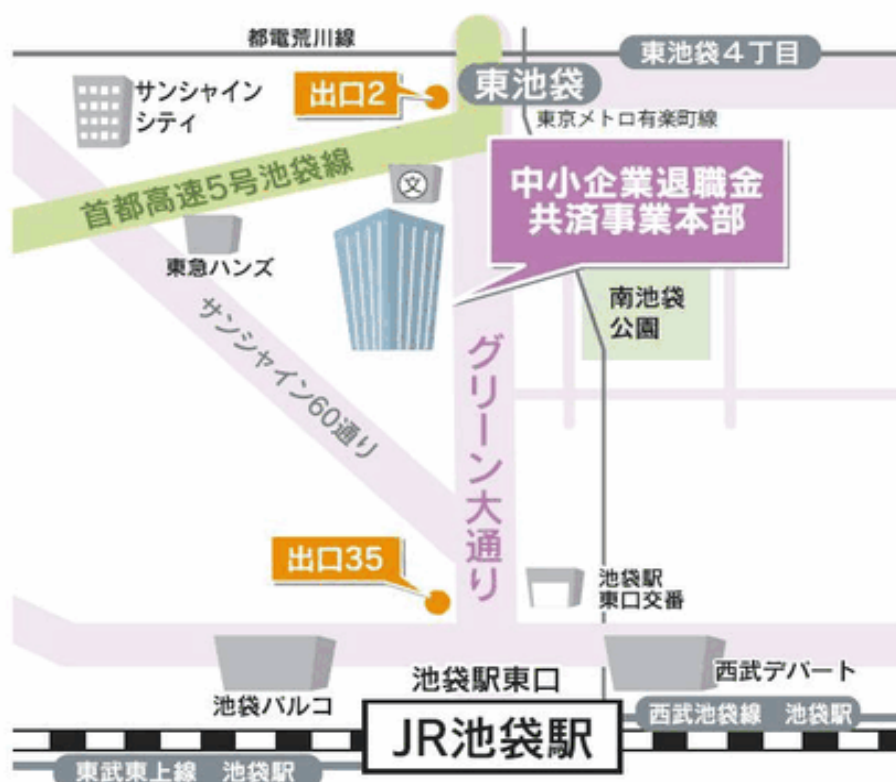 都電荒川線
東池袋4丁目
サンシャイン
シティ
出口2
東池袋
東京メトロ有楽町線
首都高速5号池袋線
文
中小企業退職金
共済事業本部
東急ハンズ
南池袋
公園
サンシャイン60通り
グリーン大通り
出口35
池袋駅
東口交番
池袋パルコ
池袋駅東口
西武デパート
西武池袋線 池袋駅
JR池袋駅
東武東上線 池袋駅